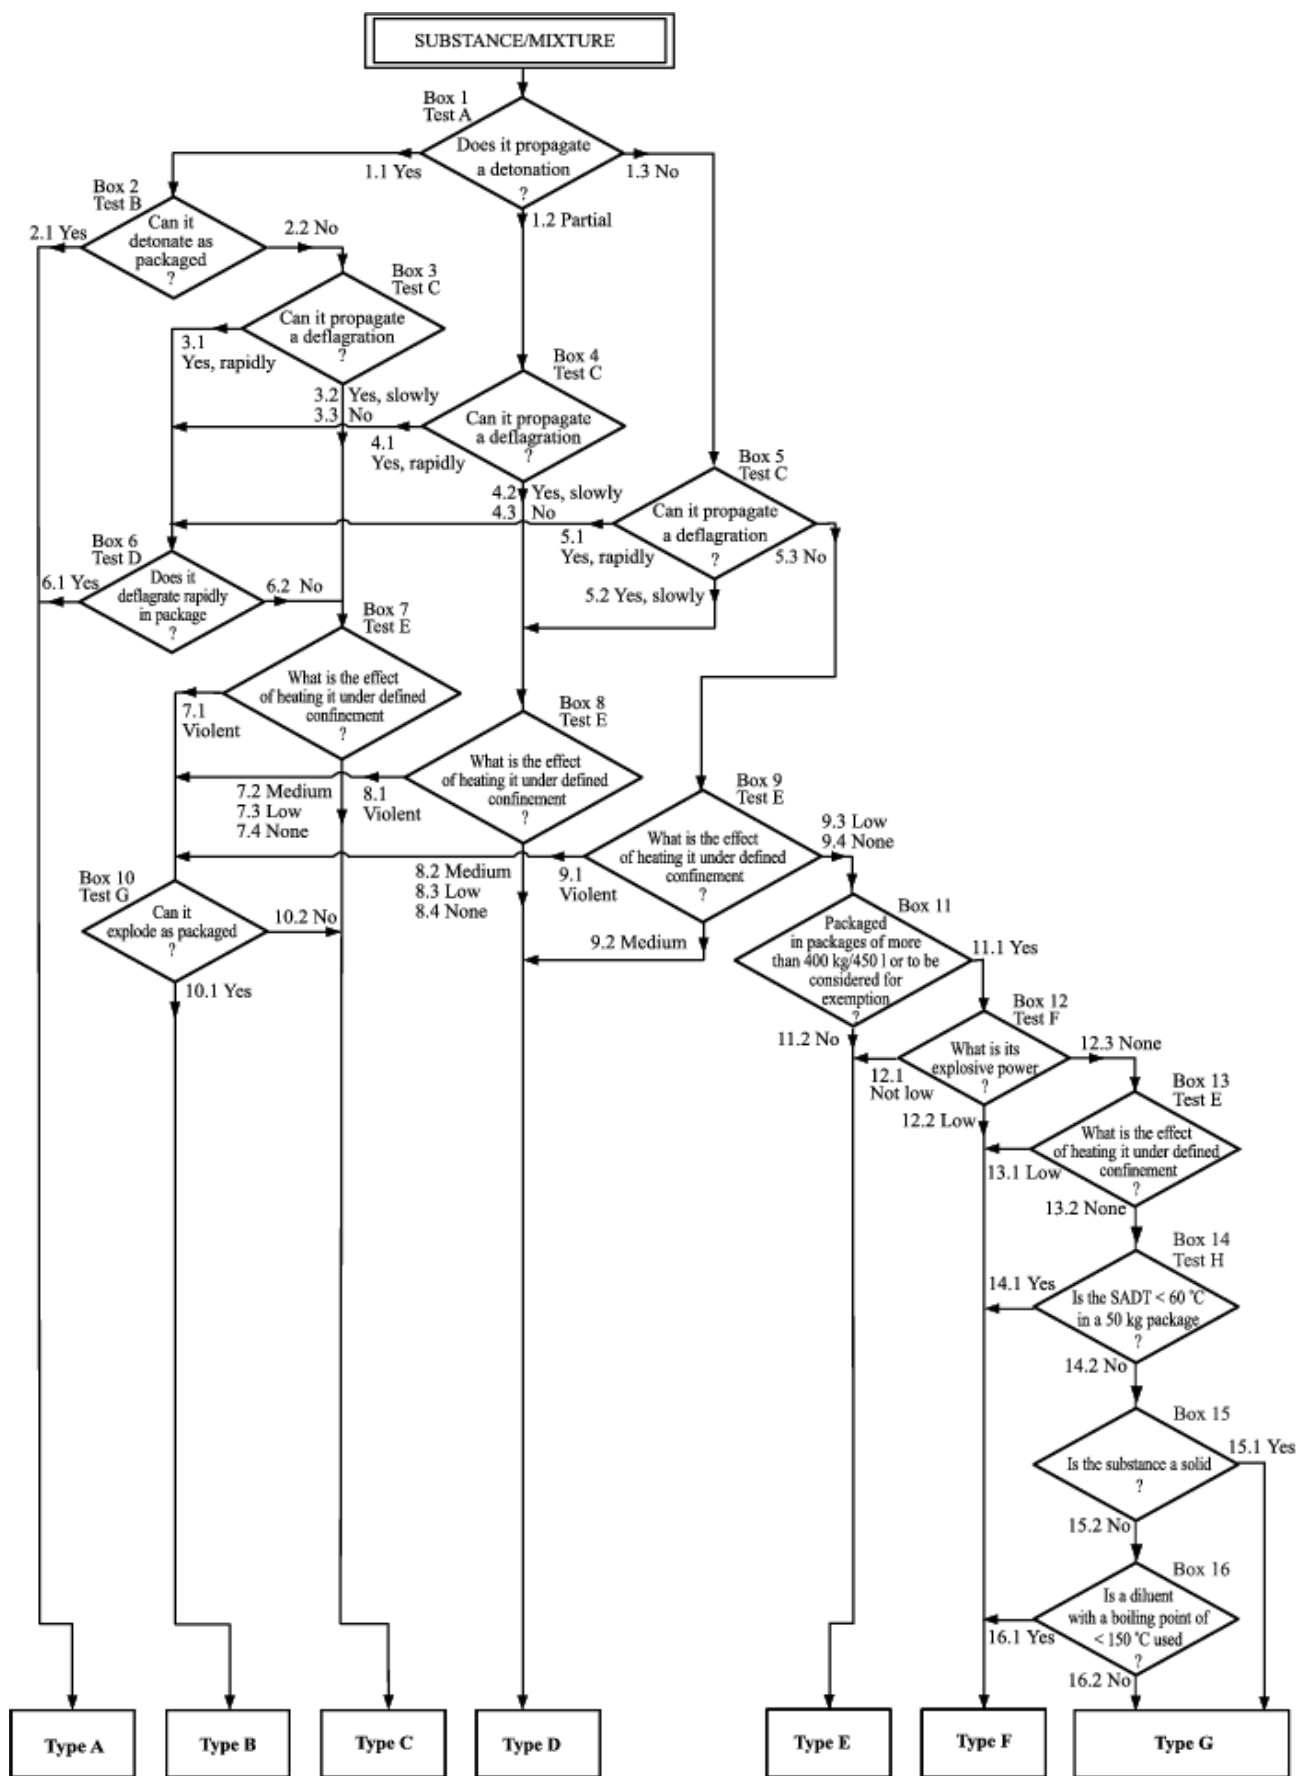 SUBSTANCE/MIXTURE
Box 1
Test A
Does it propagate
a detonation
?
1.1 Yes
1.3 No
1.2 Partial
Box 2
Test B
Can it
detonate as
packaged
?
2.1 Yes
2.2 No
Box 3
Test C
Can it propagate
a deflagration
?
3.1
Yes, rapidly
3.2 Yes, slowly
3.3 No
Box 4
Test C
Can it propagate
a deflagration
?
4.1
Yes, rapidly
4.2 Yes, slowly
4.3 No
Box 5
Test C
Can it propagate
a deflagration
?
5.1
Yes, rapidly
5.3 No
5.2 Yes, slowly
Box 6
Test D
Does it
deflagrate rapidly
in package
?
6.1 Yes
6.2 No
Box 7
Test E
What is the effect
of heating it under defined
confinement
?
7.1
Violent
7.2 Medium
7.3 Low
7.4 None
Box 8
Test E
What is the effect
of heating it under defined
confinement
?
8.1
Violent
8.2 Medium
8.3 Low
8.4 None
Box 9
Test E
What is the effect
of heating it under defined
confinement
?
9.1
Violent
9.3 Low
9.4 None
9.2 Medium
Box 10
Test G
Can it
explode as packaged
?
10.2 No
10.1 Yes
Box 11
Packaged
in packages of more
than 400 kg/450 l or to be
considered for
exemption
?
11.1 Yes
11.2 No
Box 12
Test F
What is its
explosive power
?
12.1
Not low
12.3 None
12.2 Low
Box 13
Test E
What is the effect
of heating it under defined
confinement
?
13.1 Low
13.2 None
Box 14
Test H
Is the SADT < 60 °C
in a 50 kg package
?
14.1 Yes
14.2 No
Box 15
Is the substance a solid
?
15.1 Yes
15.2 No
Box 16
Is a diluent
with a boiling point of
< 150 °C used
?
16.1 Yes
16.2 No
Type A
Type B
Type C
Type D
Type E
Type F
Type G